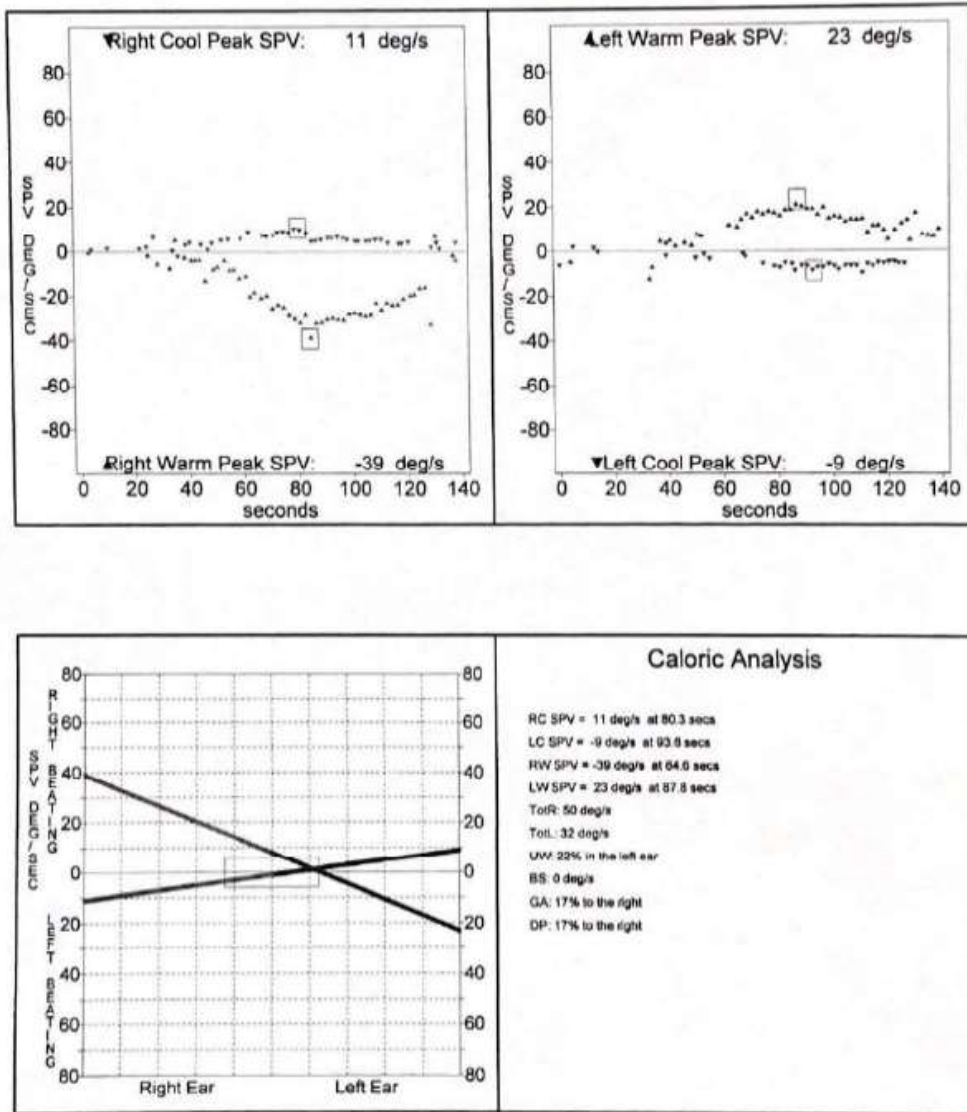 ▼Right Cool Peak SPV: 11 deg/s
80
60
40
20
0
-20
-40
-60
-80
SPV DEG/SEC
▲Right Warm Peak SPV: -39 deg/s
0 20 40 60 80 100 120 140
seconds
▲Left Warm Peak SPV: 23 deg/s
80
60
40
20
0
-20
-40
-60
-80
SPV DEG/SEC
▼Left Cool Peak SPV: -9 deg/s
0 20 40 60 80 100 120 140
seconds
80 80
60 60
40 40
20 20
0 0
20 20
40 40
60 60
80 80
SPV DEG/SEC
RIGHT BEATING
LEFT BEATING
Right Ear Left Ear
Caloric Analysis
RC SPV = 11 deg/s at 80.3 secs
LC SPV = -9 deg/s at 93.6 secs
RW SPV = -39 deg/s at 84.6 secs
LW SPV = 23 deg/s at 87.8 secs
TotR: 50 deg/s
TotL: 32 deg/s
UW: 22% in the left ear
BS: 0 deg/s
GA: 17% to the right
DP: 17% to the right